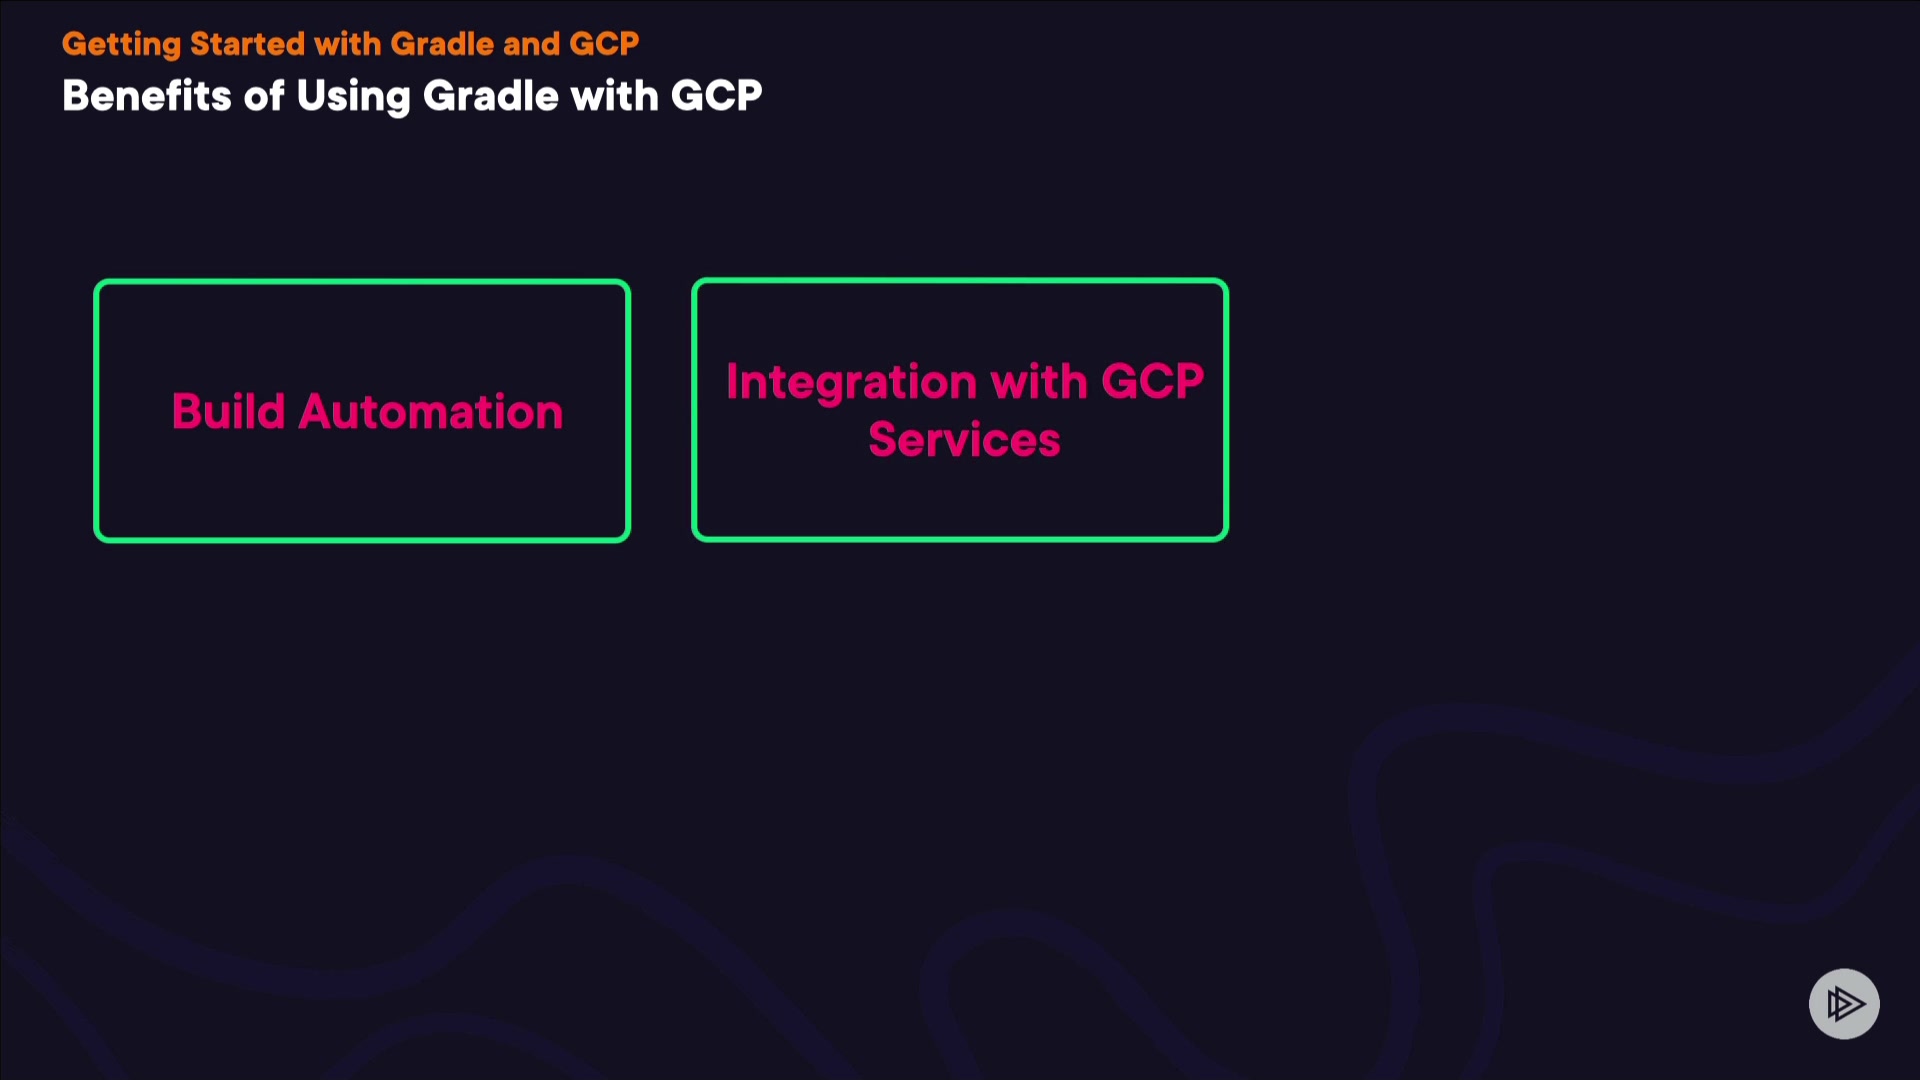 Getting Started with Gradle and GCP
Benefits of Using Gradle with GCP
Build Automation
Integration with GCP
Services